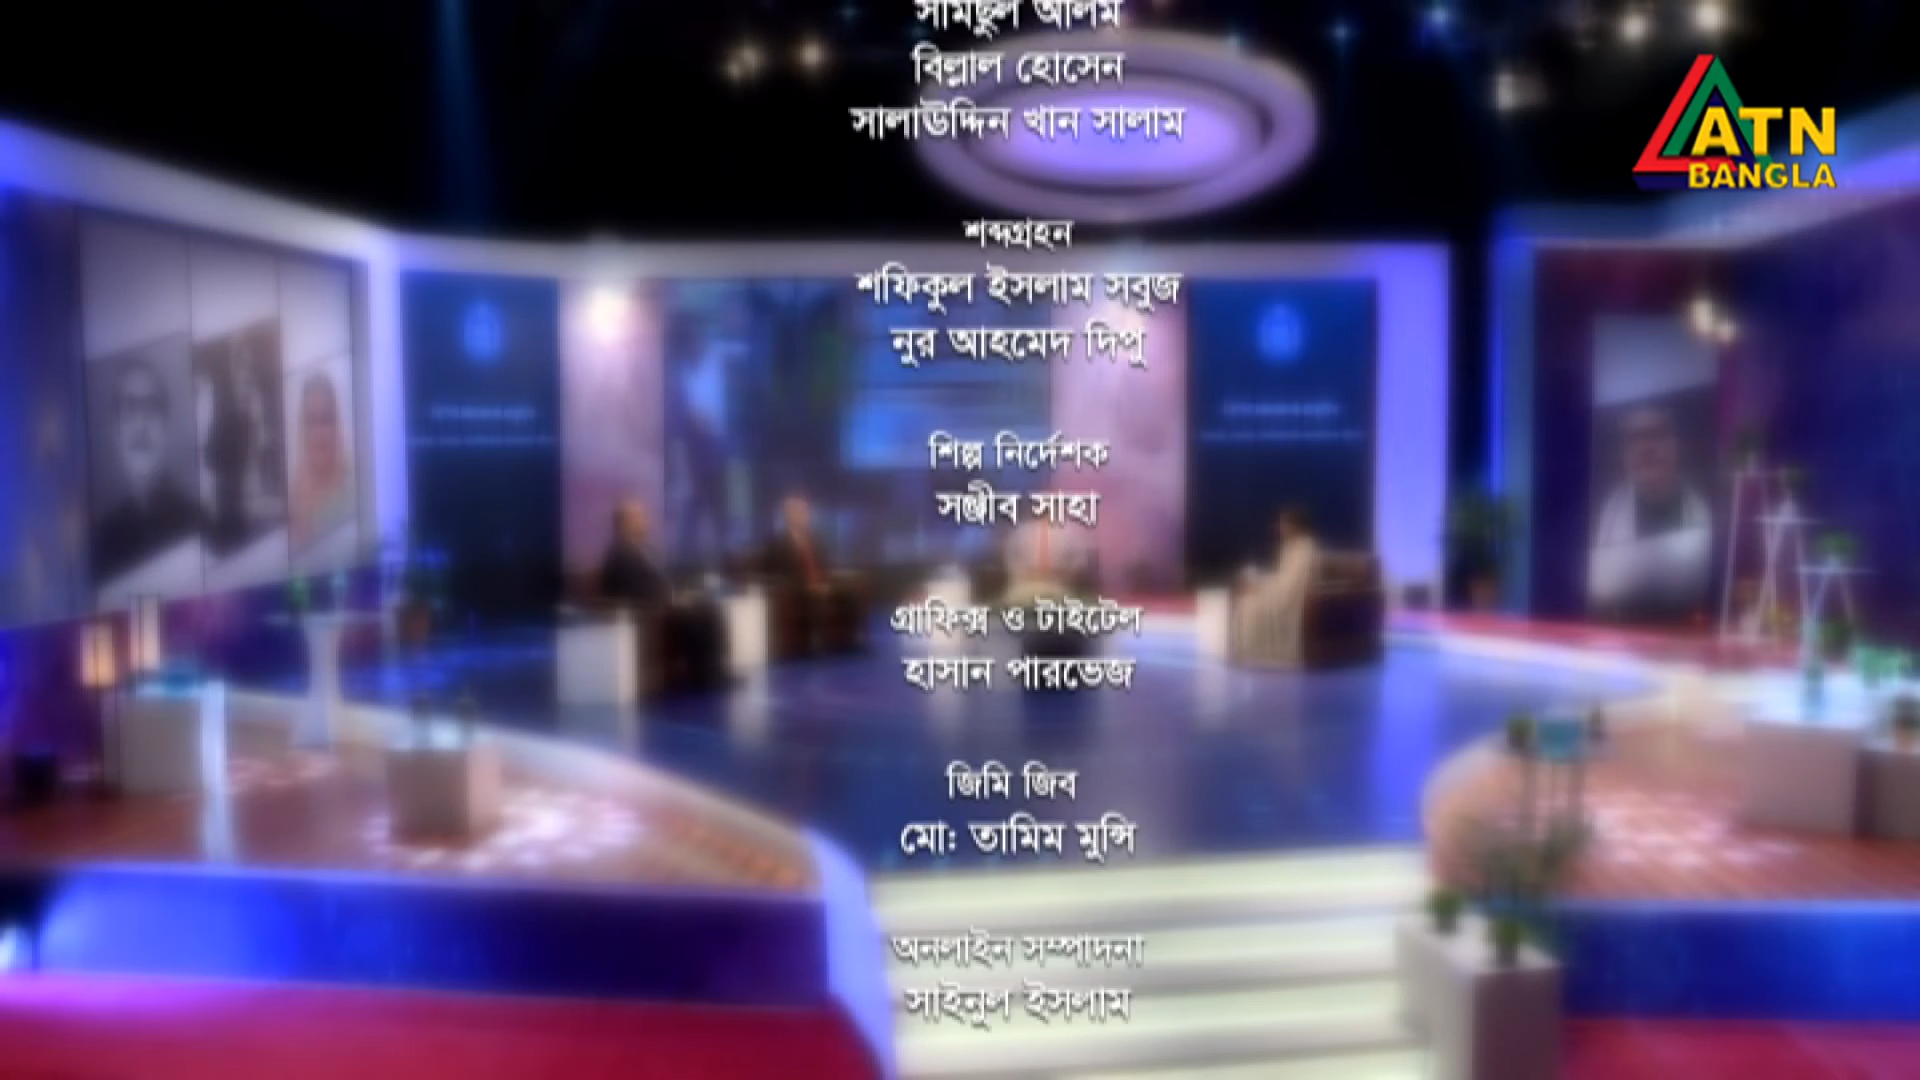 সামছুল আলম
বিল্লাল হোসেন
সালাউদ্দিন খান সালাম
ATN
BANGLA
শব্দগ্রহন
শফিকুল ইসলাম সবুজ
নুর আহমেদ দিপু
শিল্প নির্দেশক
সঞ্জীব সাহা
গ্রাফিক্স ও টাইটেল
হাসান পারভেজ
জিমি জিব
মোঃ তামিম মুন্সি
অনলাইন সম্পাদনা
সাইনুল ইসলাম